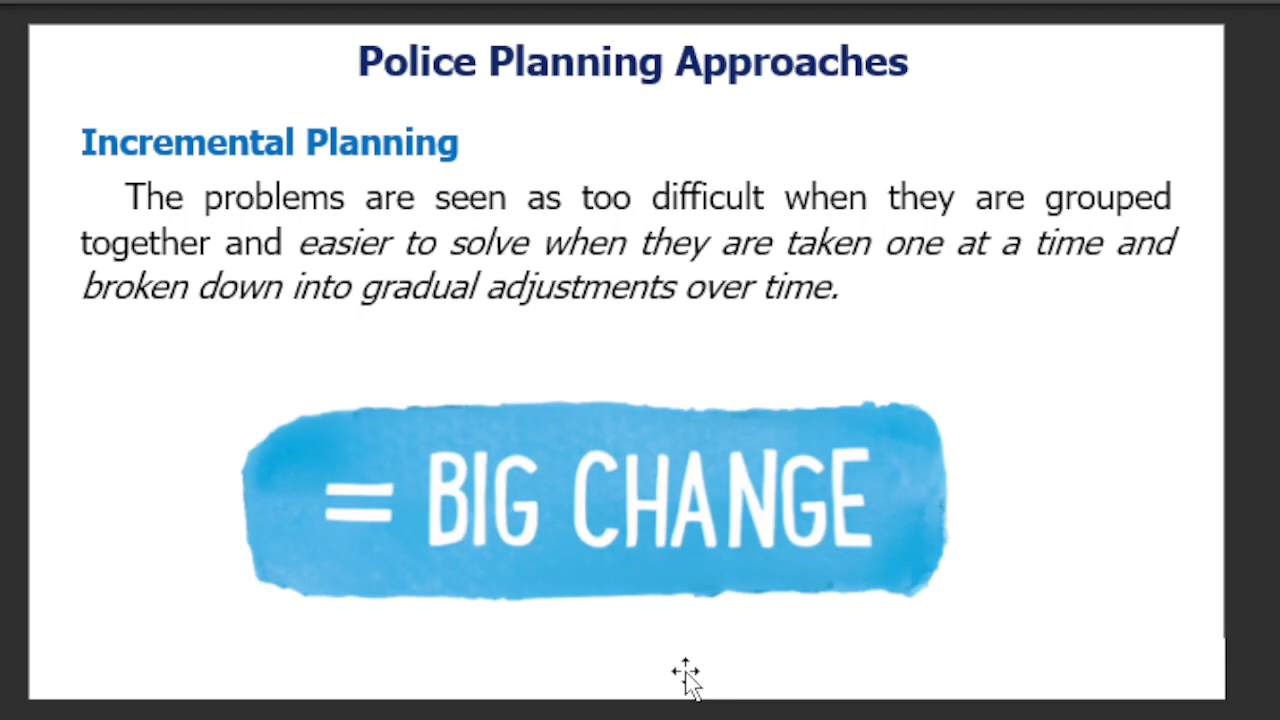 Police Planning Approaches
Incremental Planning
The problems are seen as too difficult when they are grouped
together and easier to solve when they are taken one at a time and
broken down into gradual adjustments over time.
= BIG CHANGE